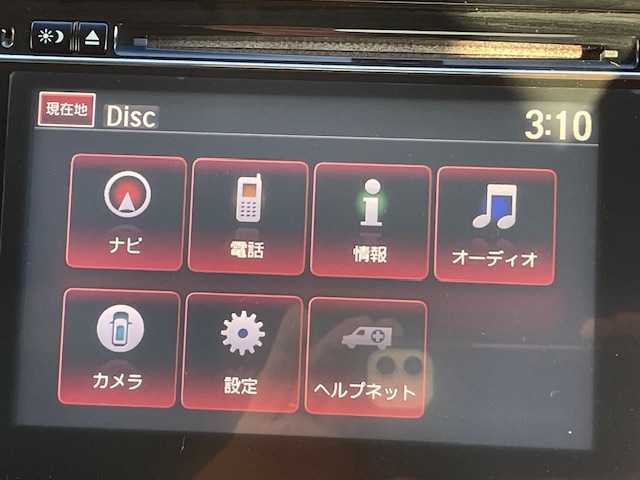 現在地 Disc 3:10
ナビ 電話 情報 オーディオ
カメラ 設定 ヘルプネット